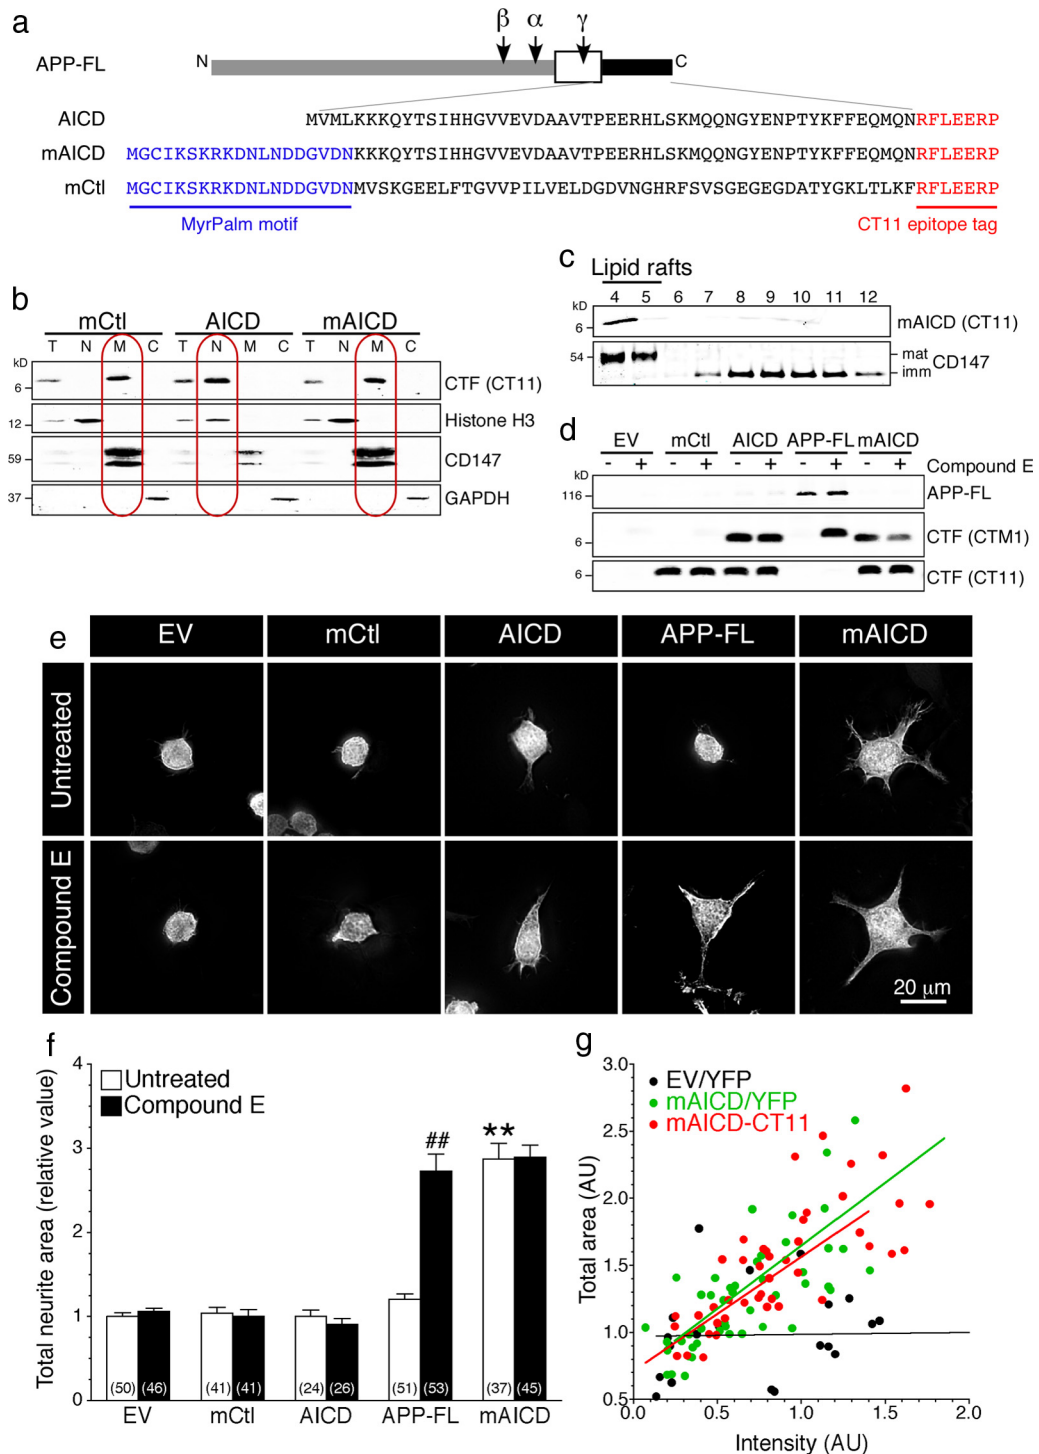 a
β α γ
APP-FL N C
AICD MVMLKKKQYTSIHHGVVEVDAAVTPEERHLSKMQQNGYENPTYKFFEQMQNRFLEERP
mAICD MGCIKSKRKDNLNDDGVDNKKKQYTSIHHGVVEVDAAVTPEERHLSKMQQNGYENPTYKFFEQMQNRFLEERP
mCtl MGCIKSKRKDNLNDDGVDNMVSKGEELFTGVVPILVELDGDVNGHRFSVSGEGEGDATYGKLTLKFRFLEERP
MyrPalm motif CT11 epitope tag
b
mCtl AICD mAICD
T N M C T N M C T N M C
kD
6 CTF (CT11)
12 Histone H3
59 CD147
37 GAPDH
c
Lipid rafts
4 5 6 7 8 9 10 11 12
kD
6 mAICD (CT11)
54 mat
imm
CD147
d
EV mCtl AICD APP-FL mAICD
- + - + - + - + - + Compound E
kD
116 APP-FL
6 CTF (CTM1)
6 CTF (CT11)
e
EV mCtl AICD APP-FL mAICD
Untreated
Compound E
20 μm
f
Total neurite area (relative value)
4
3
2
1
0
Untreated
Compound E
## **
(50) (46) (41) (41) (24) (26) (51) (53) (37) (45)
EV mCtl AICD APP-FL mAICD
g
Total area (AU)
3.0
2.5
2.0
1.5
1.0
0.5
EV/YFP
mAICD/YFP
mAICD-CT11
0.0 0.5 1.0 1.5 2.0
Intensity (AU)